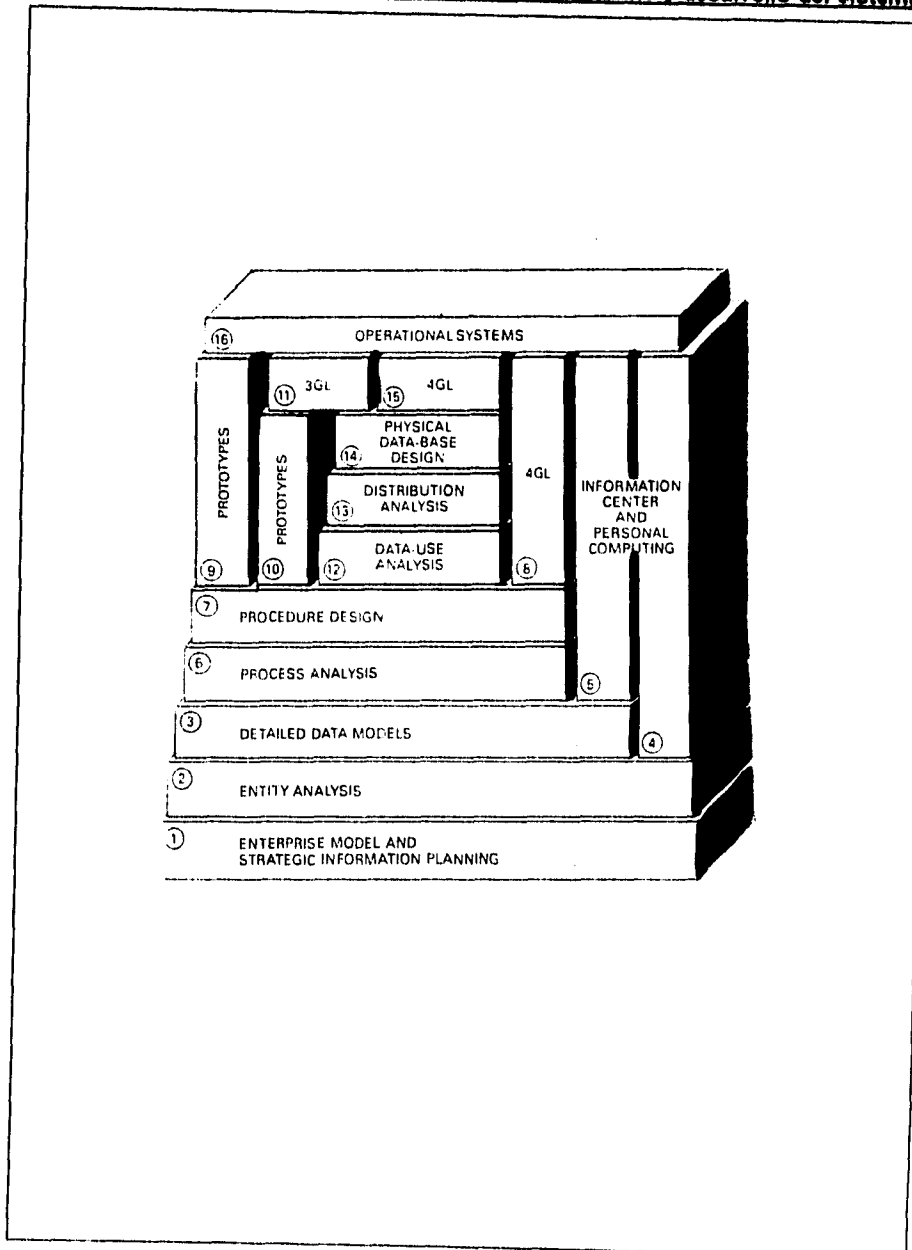 16 OPERATIONAL SYSTEMS
11 3GL
15 4GL
9 PROTOTYPES
10 PROTOTYPES
14 PHYSICAL
DATA-BASE
DESIGN
13 DISTRIBUTION
ANALYSIS
12 DATA-USE
ANALYSIS
8 4GL
INFORMATION
CENTER
AND
PERSONAL
COMPUTING
5
4
7 PROCEDURE DESIGN
6 PROCESS ANALYSIS
3 DETAILED DATA MODELS
2 ENTITY ANALYSIS
1 ENTERPRISE MODEL AND
STRATEGIC INFORMATION PLANNING